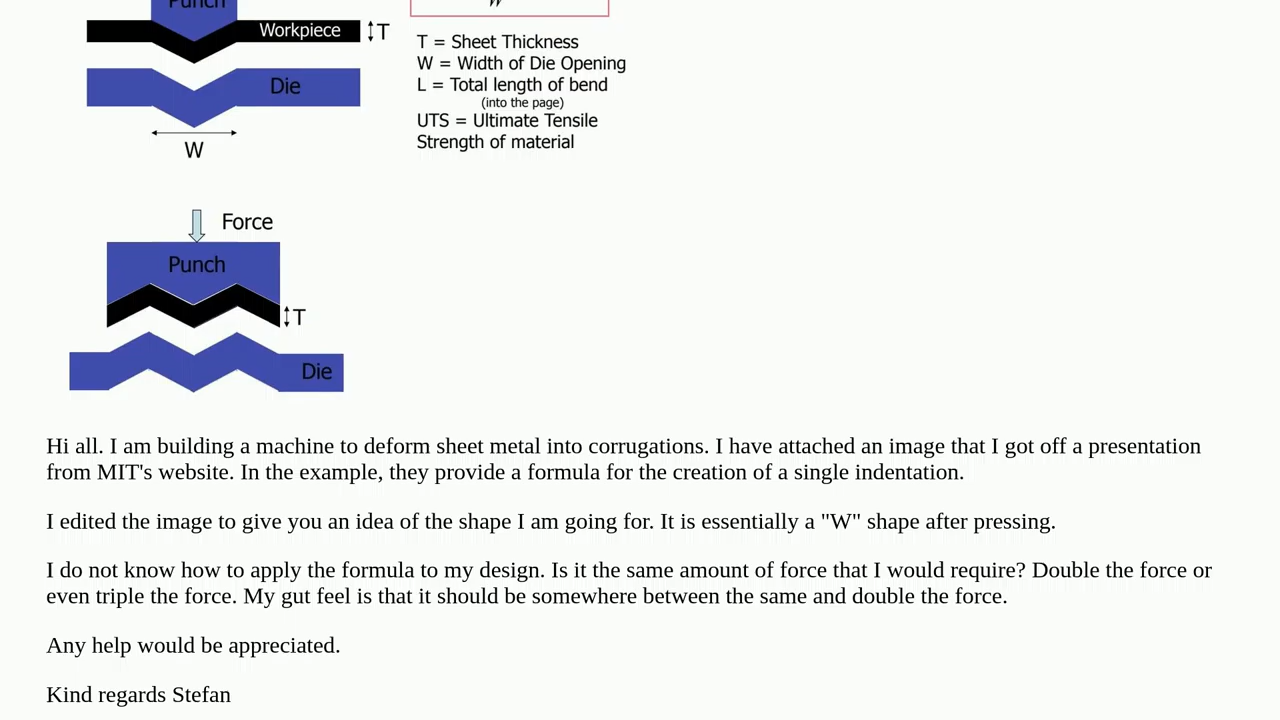 Punch
W
Workpiece
T
T = Sheet Thickness
W = Width of Die Opening
L = Total length of bend
(into the page)
UTS = Ultimate Tensile
Strength of material
Die
W
Force
Punch
T
Die
Hi all. I am building a machine to deform sheet metal into corrugations. I have attached an image that I got off a presentation
from MIT's website. In the example, they provide a formula for the creation of a single indentation.
I edited the image to give you an idea of the shape I am going for. It is essentially a "W" shape after pressing.
I do not know how to apply the formula to my design. Is it the same amount of force that I would require? Double the force or
even triple the force. My gut feel is that it should be somewhere between the same and double the force.
Any help would be appreciated.
Kind regards Stefan